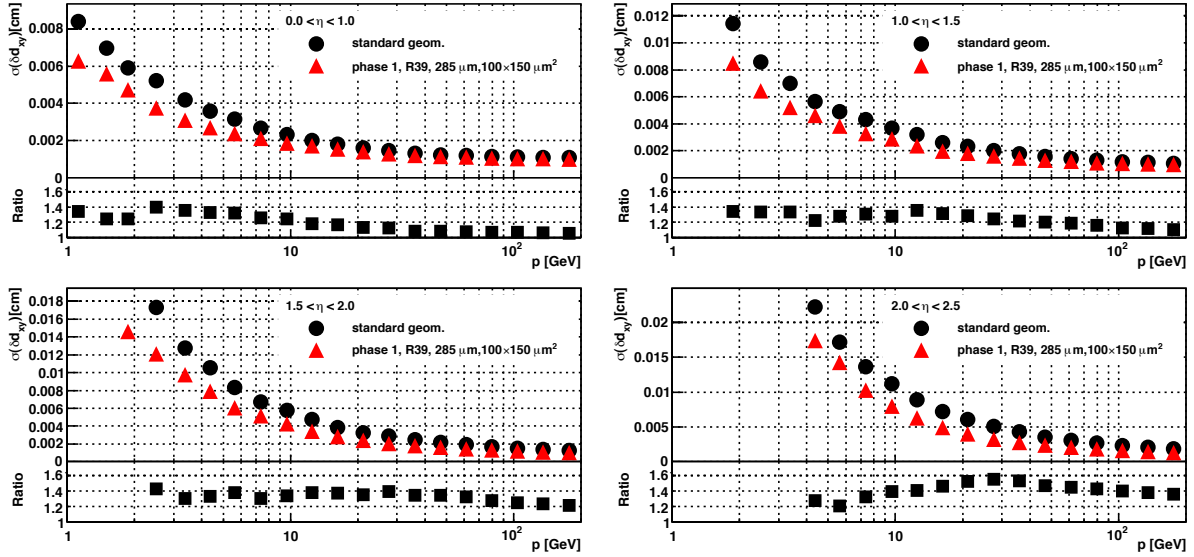 σ(δd_xy)[cm]
0.0 < η < 1.0
standard geom.
phase 1, R39, 285 μm,100×150 μm²
0.008
0.006
0.004
0.002
0
Ratio
1.6
1.4
1.2
1
1
10
10²
p [GeV]
σ(δd_xy)[cm]
1.0 < η < 1.5
standard geom.
phase 1, R39, 285 μm,100×150 μm²
0.012
0.01
0.008
0.006
0.004
0.002
0
Ratio
1.6
1.4
1.2
1
1
10
10²
p [GeV]
σ(δd_xy)[cm]
1.5 < η < 2.0
standard geom.
phase 1, R39, 285 μm,100×150 μm²
0.018
0.016
0.014
0.012
0.01
0.008
0.006
0.004
0.002
0
Ratio
1.6
1.4
1.2
1
1
10
10²
p [GeV]
σ(δd_xy)[cm]
2.0 < η < 2.5
standard geom.
phase 1, R39, 285 μm,100×150 μm²
0.02
0.015
0.01
0.005
0
Ratio
1.6
1.4
1.2
1
1
10
10²
p [GeV]